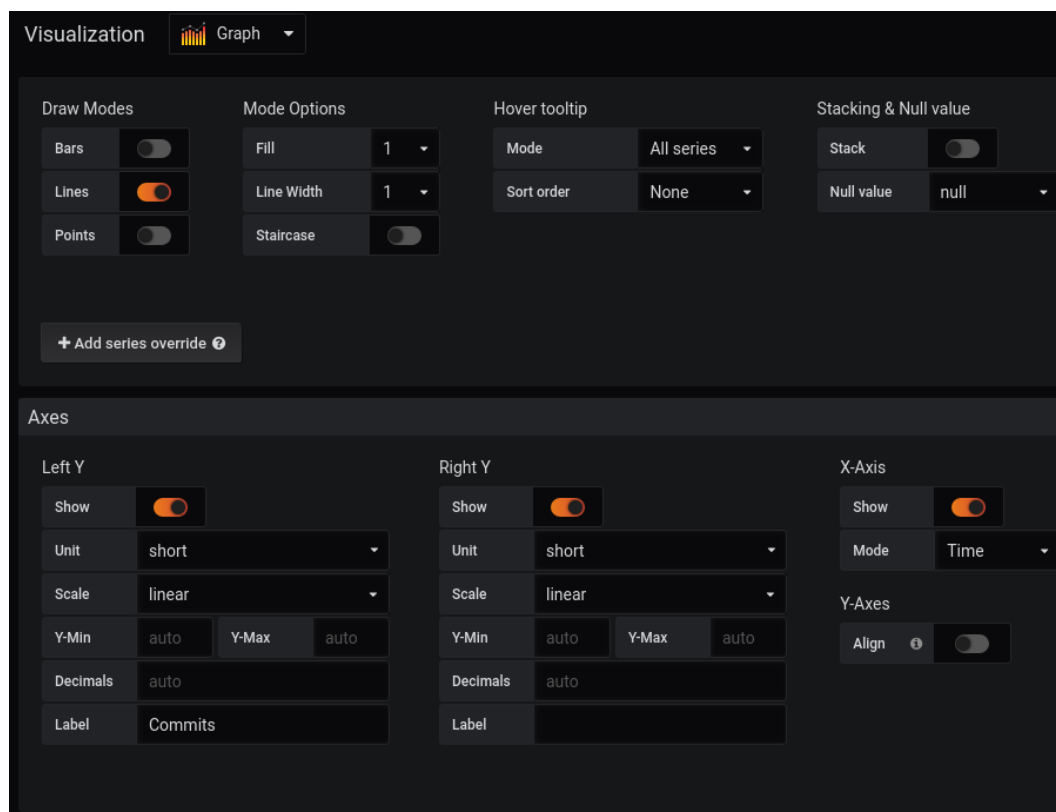 Visualization Graph
Draw Modes Mode Options Hover tooltip Stacking & Null value
Bars Fill 1 Mode All series Stack
Lines Line Width 1 Sort order None Null value null
Points Staircase
+ Add series override ?
Axes
Left Y Right Y X-Axis
Show Show Show
Unit short Unit short Mode Time
Scale linear Scale linear
Y-Axes
Y-Min auto Y-Max auto Y-Min auto Y-Max auto Align i
Decimals auto Decimals auto
Label Commits Label